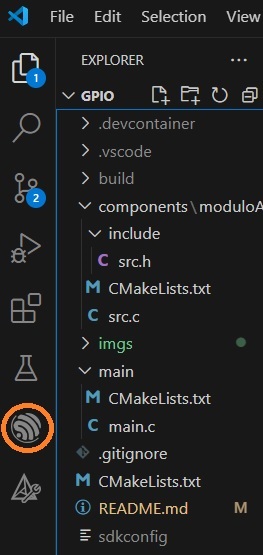 File Edit Selection View
EXPLORER ...
GPIO
.devcontainer
.vscode
build
components\moduloA
include
C src.h
M CMakeLists.txt
C src.c
imgs
main
M CMakeLists.txt
C main.c
.gitignore
M CMakeLists.txt
README.md M
sdkconfig
1
2